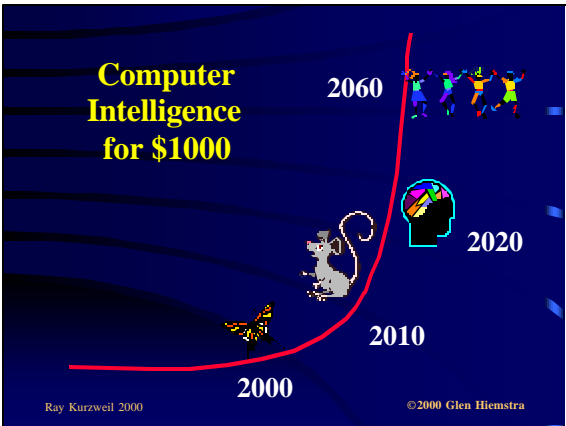 Computer
Intelligence
for $1000
2060
2020
2010
2000
Ray Kurzweil 2000
©2000 Glen Hiemstra